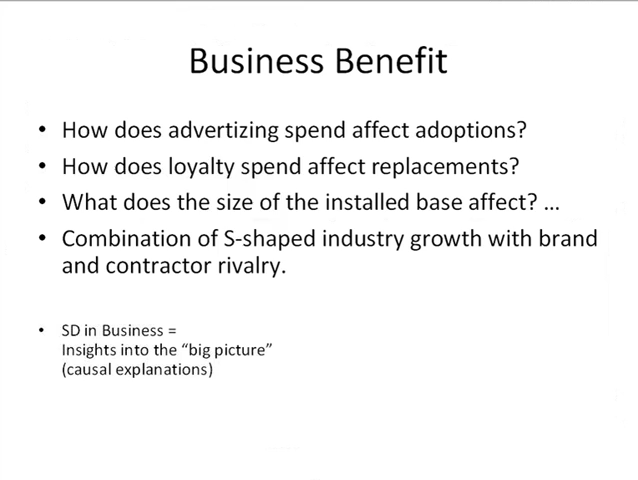 Business Benefit
• How does advertizing spend affect adoptions?
• How does loyalty spend affect replacements?
• What does the size of the installed base affect? ...
• Combination of S-shaped industry growth with brand
and contractor rivalry.
• SD in Business =
Insights into the “big picture”
(causal explanations)